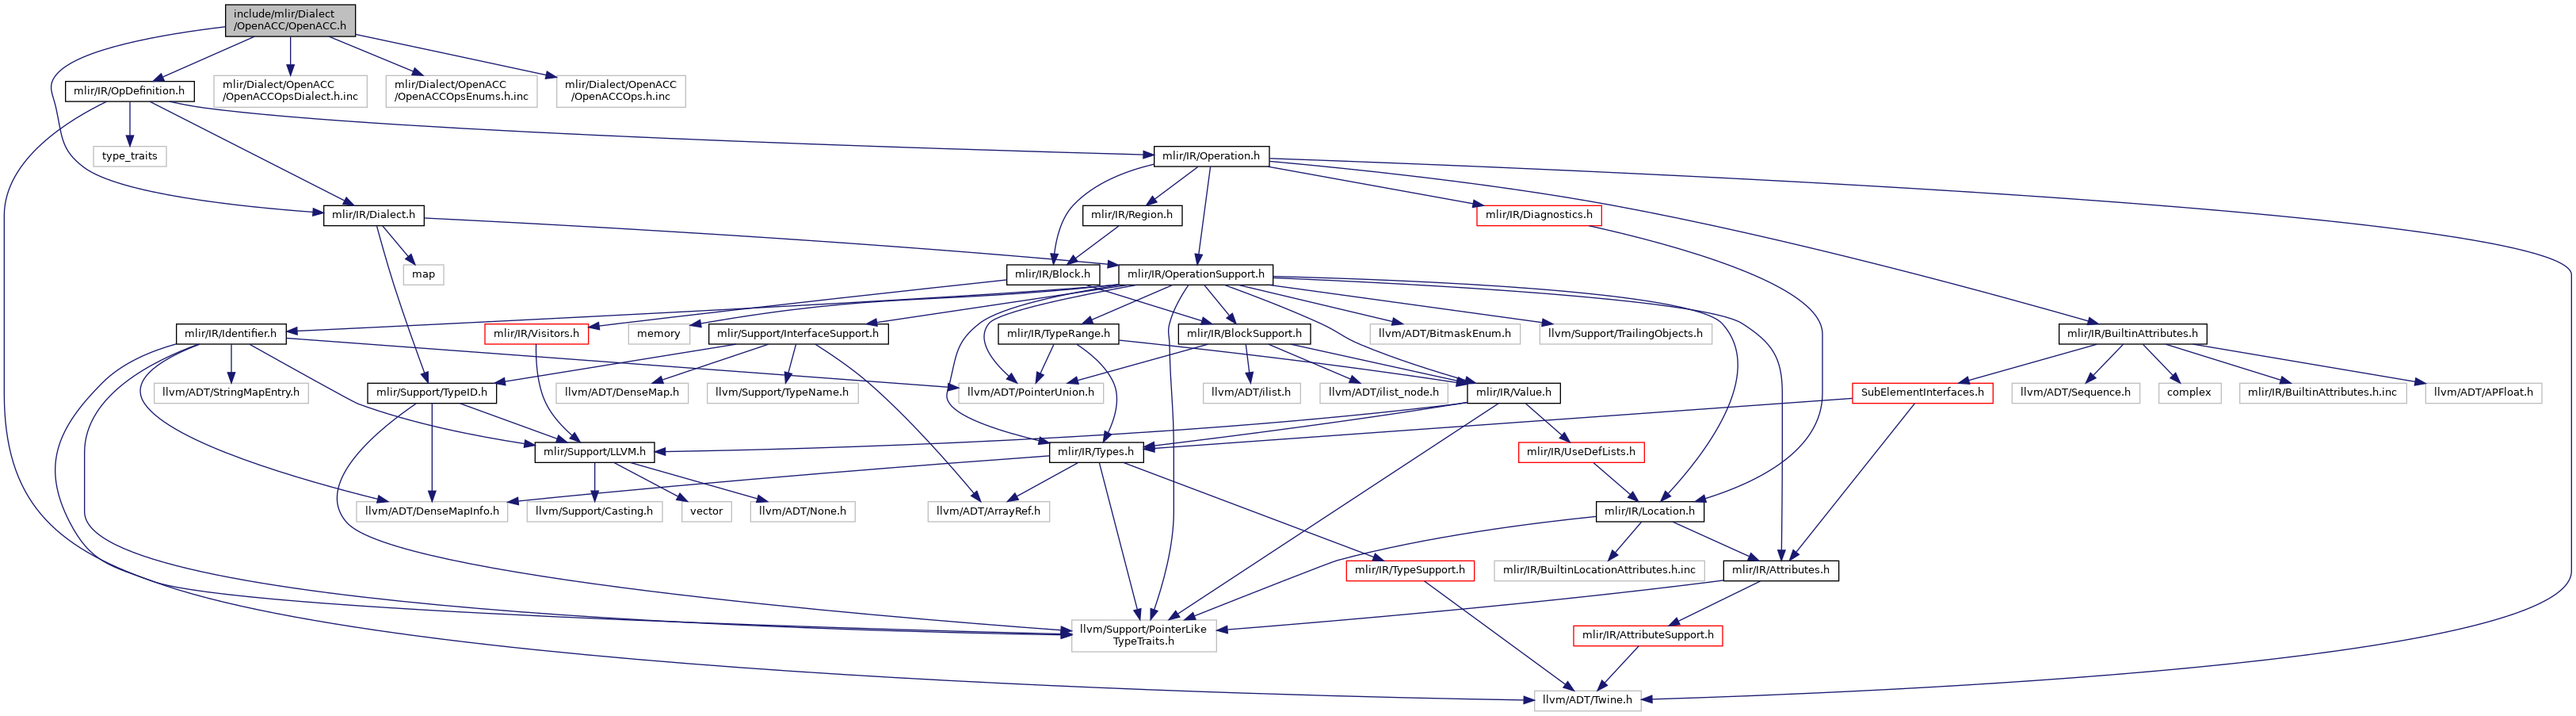 include/mlir/Dialect
/OpenACC/OpenACC.h
mlir/IR/OpDefinition.h
mlir/Dialect/OpenACC
/OpenACCOpsDialect.h.inc
mlir/Dialect/OpenACC
/OpenACCOpsEnums.h.inc
mlir/Dialect/OpenACC
/OpenACCOps.h.inc
type_traits
mlir/IR/Operation.h
mlir/IR/Dialect.h
mlir/IR/Region.h
mlir/IR/Diagnostics.h
map
mlir/IR/Block.h
mlir/IR/OperationSupport.h
mlir/IR/Identifier.h
mlir/IR/Visitors.h
memory
mlir/Support/InterfaceSupport.h
mlir/IR/TypeRange.h
mlir/IR/BlockSupport.h
llvm/ADT/BitmaskEnum.h
llvm/Support/TrailingObjects.h
mlir/IR/BuiltinAttributes.h
llvm/ADT/StringMapEntry.h
mlir/Support/TypeID.h
llvm/ADT/DenseMap.h
llvm/Support/TypeName.h
llvm/ADT/PointerUnion.h
llvm/ADT/ilist.h
llvm/ADT/ilist_node.h
mlir/IR/Value.h
SubElementInterfaces.h
llvm/ADT/Sequence.h
complex
mlir/IR/BuiltinAttributes.h.inc
llvm/ADT/APFloat.h
mlir/Support/LLVM.h
mlir/IR/Types.h
mlir/IR/UseDefLists.h
llvm/ADT/DenseMapInfo.h
llvm/Support/Casting.h
vector
llvm/ADT/None.h
llvm/ADT/ArrayRef.h
mlir/IR/Location.h
mlir/IR/TypeSupport.h
mlir/IR/BuiltinLocationAttributes.h.inc
mlir/IR/Attributes.h
llvm/Support/PointerLike
TypeTraits.h
mlir/IR/AttributeSupport.h
llvm/ADT/Twine.h